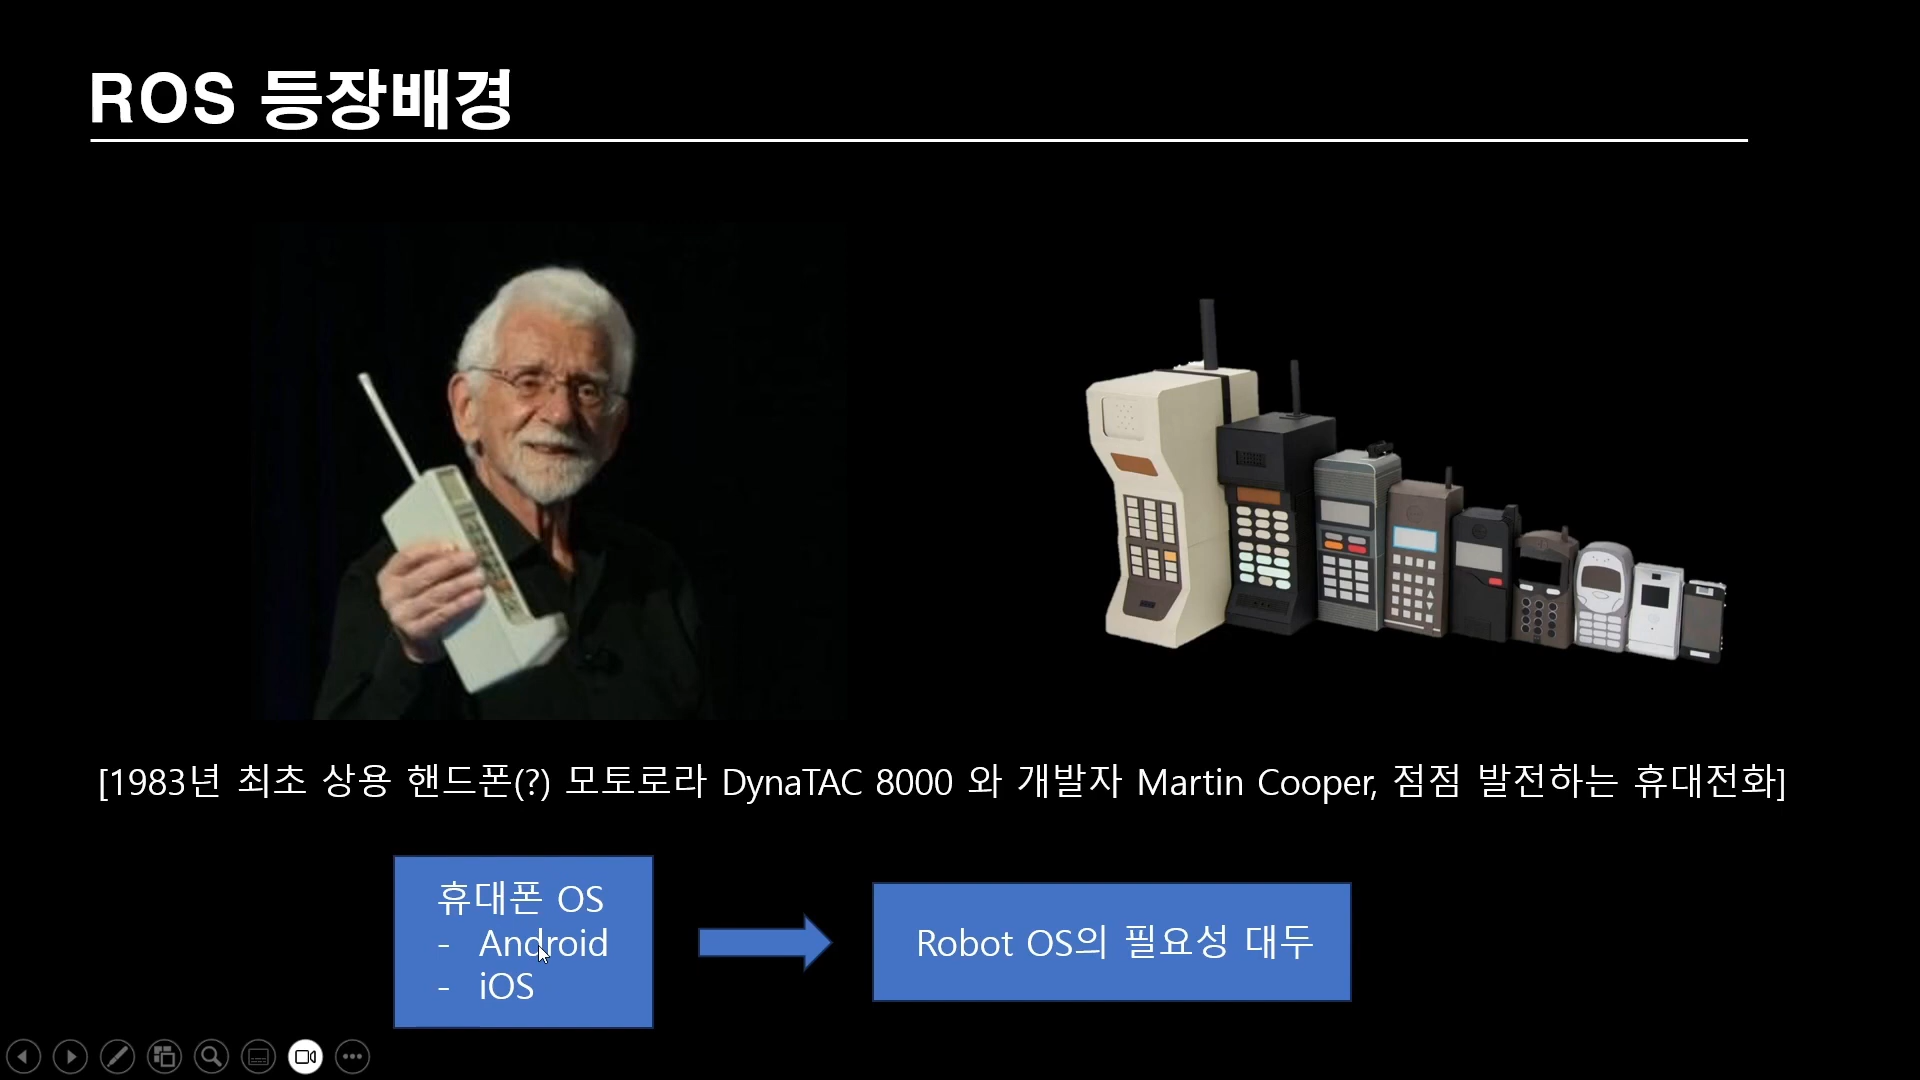 ROS 등장배경
[1983년 최초 상용 핸드폰(?) 모토로라 DynaTAC 8000 와 개발자 Martin Cooper, 점점 발전하는 휴대전화]
휴대폰 OS
- Android
- iOS
Robot OS의 필요성 대두